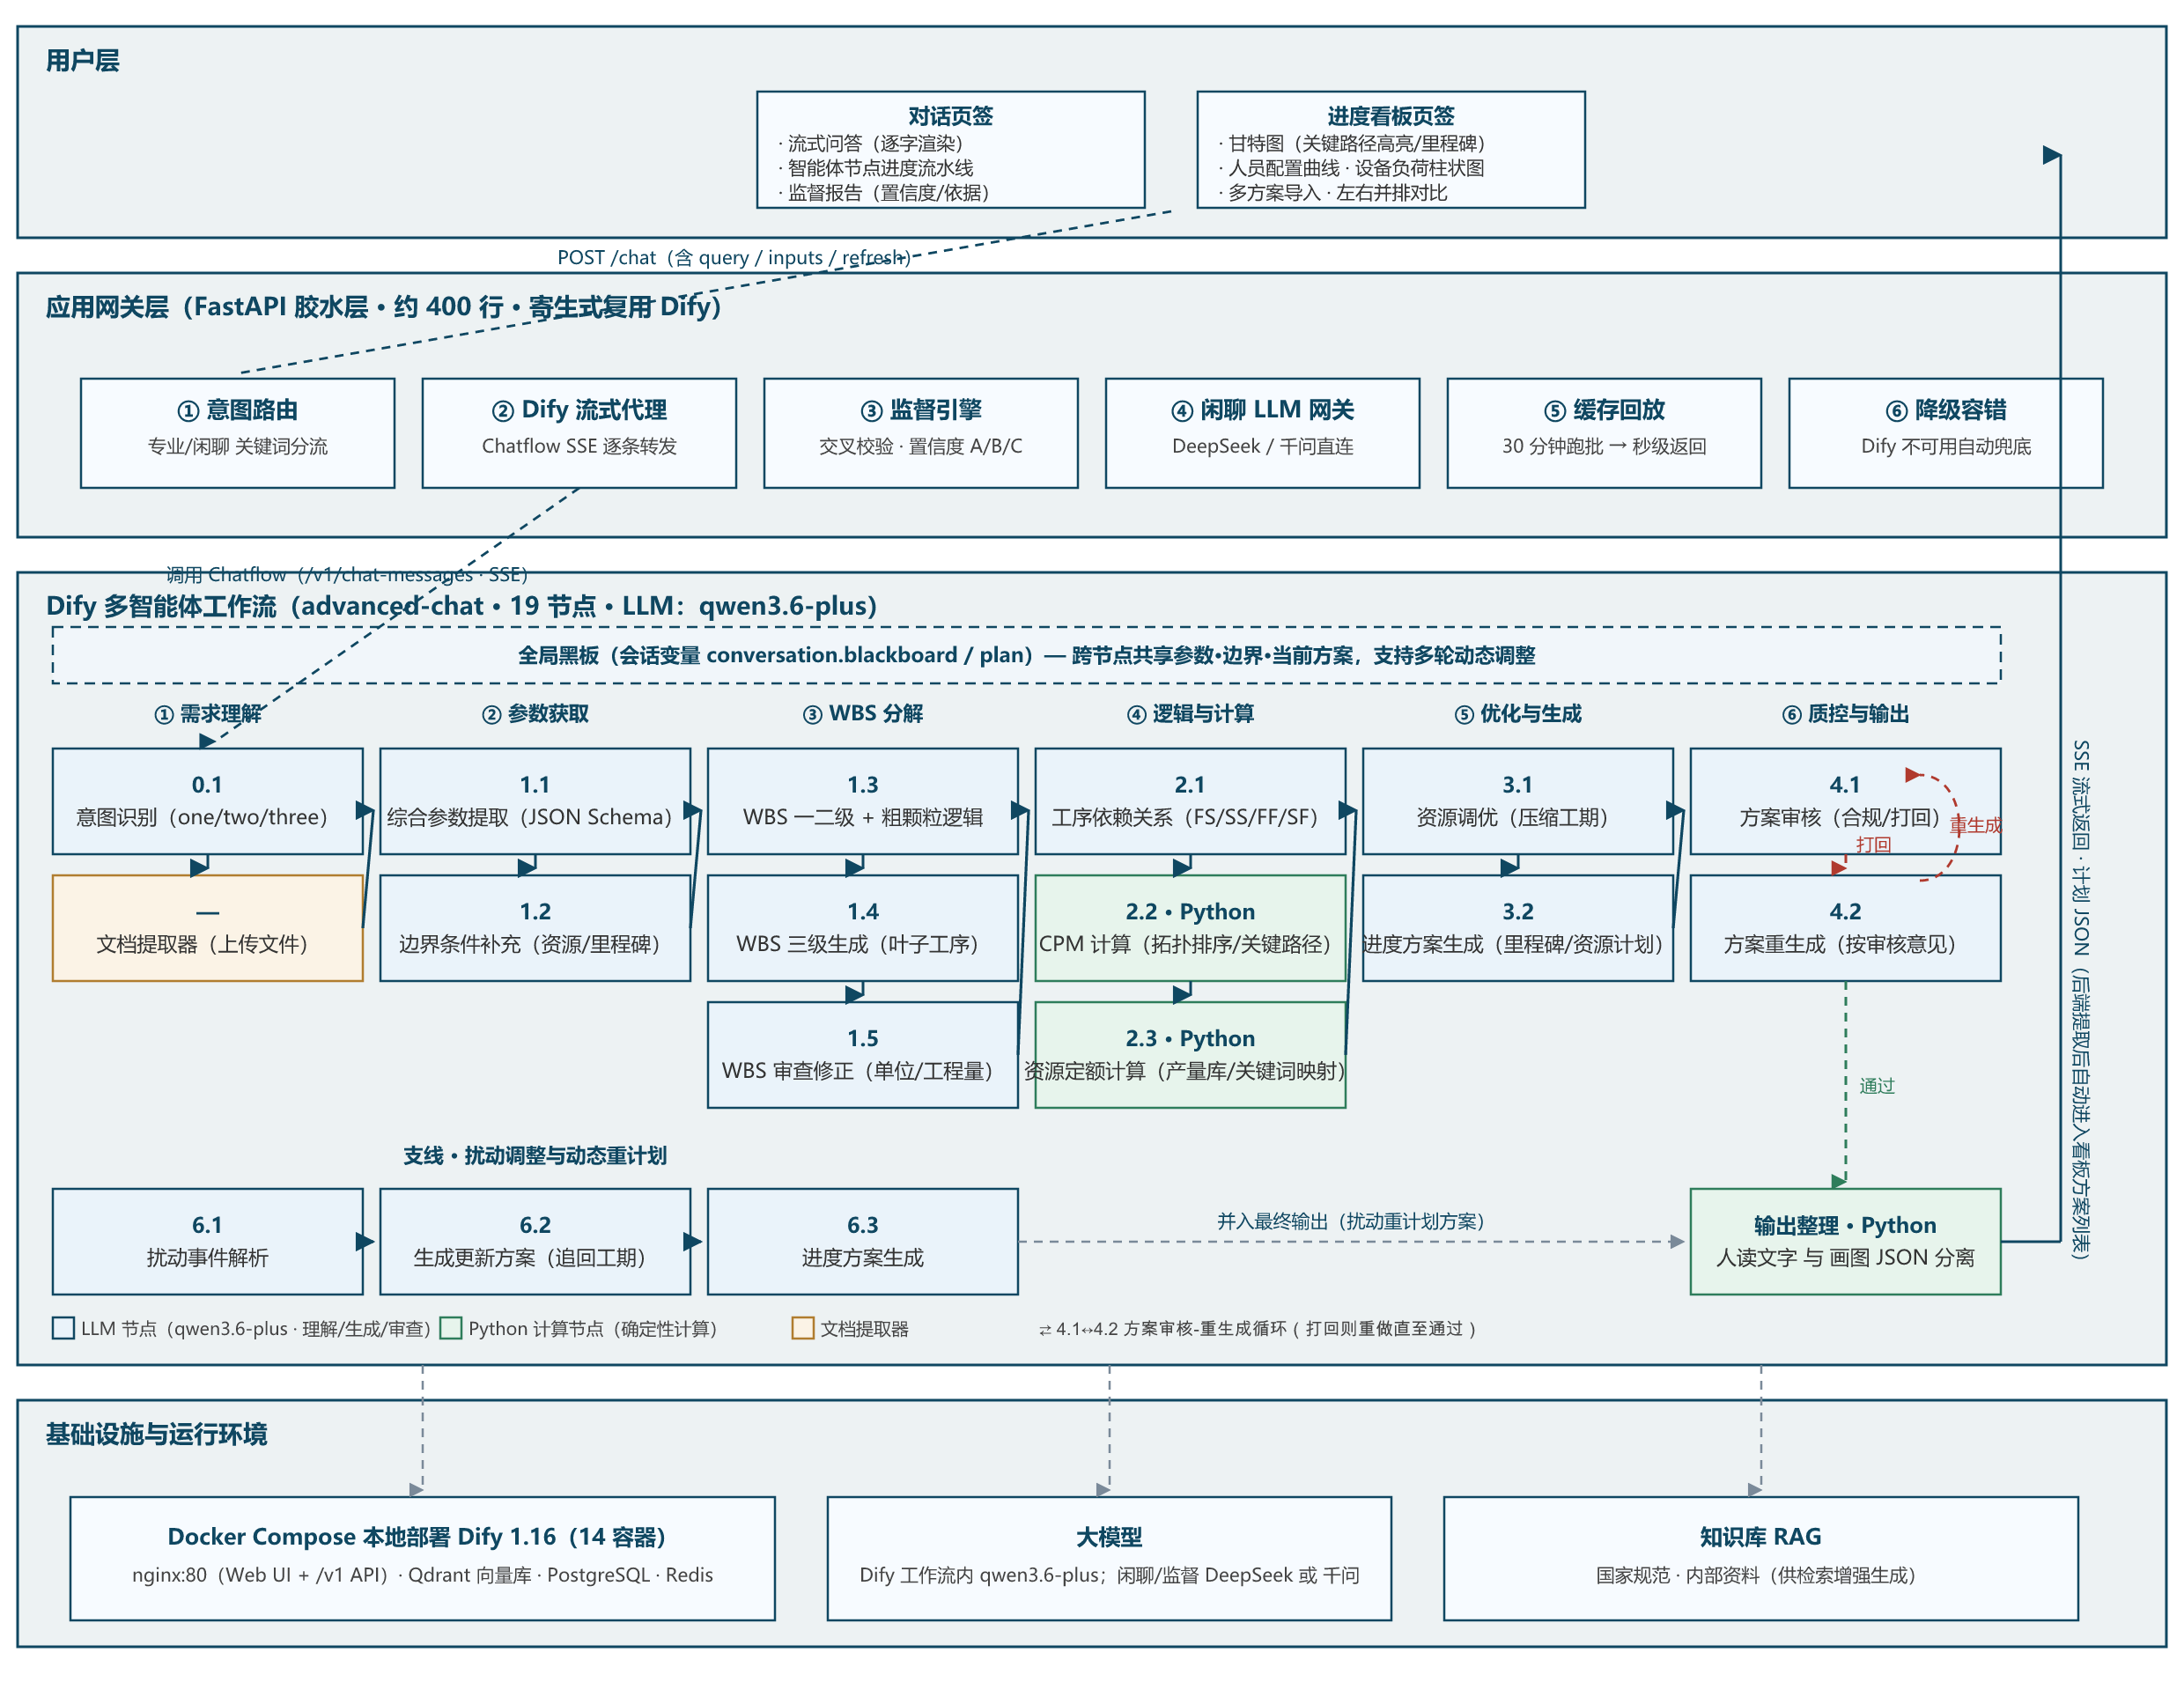 用户层
对话页签
· 流式问答（逐字渲染）
· 智能体节点进度流水线
· 监督报告（置信度/依据）
进度看板页签
· 甘特图（关键路径高亮/里程碑）
· 人员配置曲线 · 设备负荷柱状图
· 多方案导入 · 左右并排对比
POST /chat（含 query / inputs / refresh）
应用网关层（FastAPI 胶水层 • 约 400 行 • 寄生式复用 Dify）
① 意图路由
专业/闲聊 关键词分流
② Dify 流式代理
Chatflow SSE 逐条转发
③ 监督引擎
交叉校验 · 置信度 A/B/C
④ 闲聊 LLM 网关
DeepSeek / 千问直连
⑤ 缓存回放
30 分钟跑批 → 秒级返回
⑥ 降级容错
Dify 不可用自动兜底
调用 Chatflow（/v1/chat-messages · SSE）
Dify 多智能体工作流（advanced-chat • 19 节点 • LLM：qwen3.6-plus）
全局黑板（会话变量 conversation.blackboard / plan）— 跨节点共享参数•边界•当前方案，支持多轮动态调整
① 需求理解
② 参数获取
③ WBS 分解
④ 逻辑与计算
⑤ 优化与生成
⑥ 质控与输出
0.1
意图识别（one/two/three）
1.1
综合参数提取（JSON Schema）
1.3
WBS 一二级 + 粗颗粒逻辑
2.1
工序依赖关系（FS/SS/FF/SF）
3.1
资源调优（压缩工期）
4.1
方案审核（合规/打回）
重生成
打回
—
文档提取器（上传文件）
1.2
边界条件补充（资源/里程碑）
1.4
WBS 三级生成（叶子工序）
2.2 • Python
CPM 计算（拓扑排序/关键路径）
3.2
进度方案生成（里程碑/资源计划）
4.2
方案重生成（按审核意见）
1.5
WBS 审查修正（单位/工程量）
2.3 • Python
资源定额计算（产量库/关键词映射）
通过
SSE 流式返回 · 计划 JSON（后端提取后自动进入看板方案列表）
支线 • 扰动调整与动态重计划
6.1
扰动事件解析
6.2
生成更新方案（追回工期）
6.3
进度方案生成
并入最终输出（扰动重计划方案）
输出整理 • Python
人读文字 与 画图 JSON 分离
LLM 节点（qwen3.6-plus · 理解/生成/审查）
Python 计算节点（确定性计算）
文档提取器
⇄ 4.1↔4.2 方案审核-重生成循环 ( 打回则重做直至通过 )
基础设施与运行环境
Docker Compose 本地部署 Dify 1.16（14 容器）
nginx:80（Web UI + /v1 API）· Qdrant 向量库 · PostgreSQL · Redis
大模型
Dify 工作流内 qwen3.6-plus；闲聊/监督 DeepSeek 或 千问
知识库 RAG
国家规范 · 内部资料（供检索增强生成）